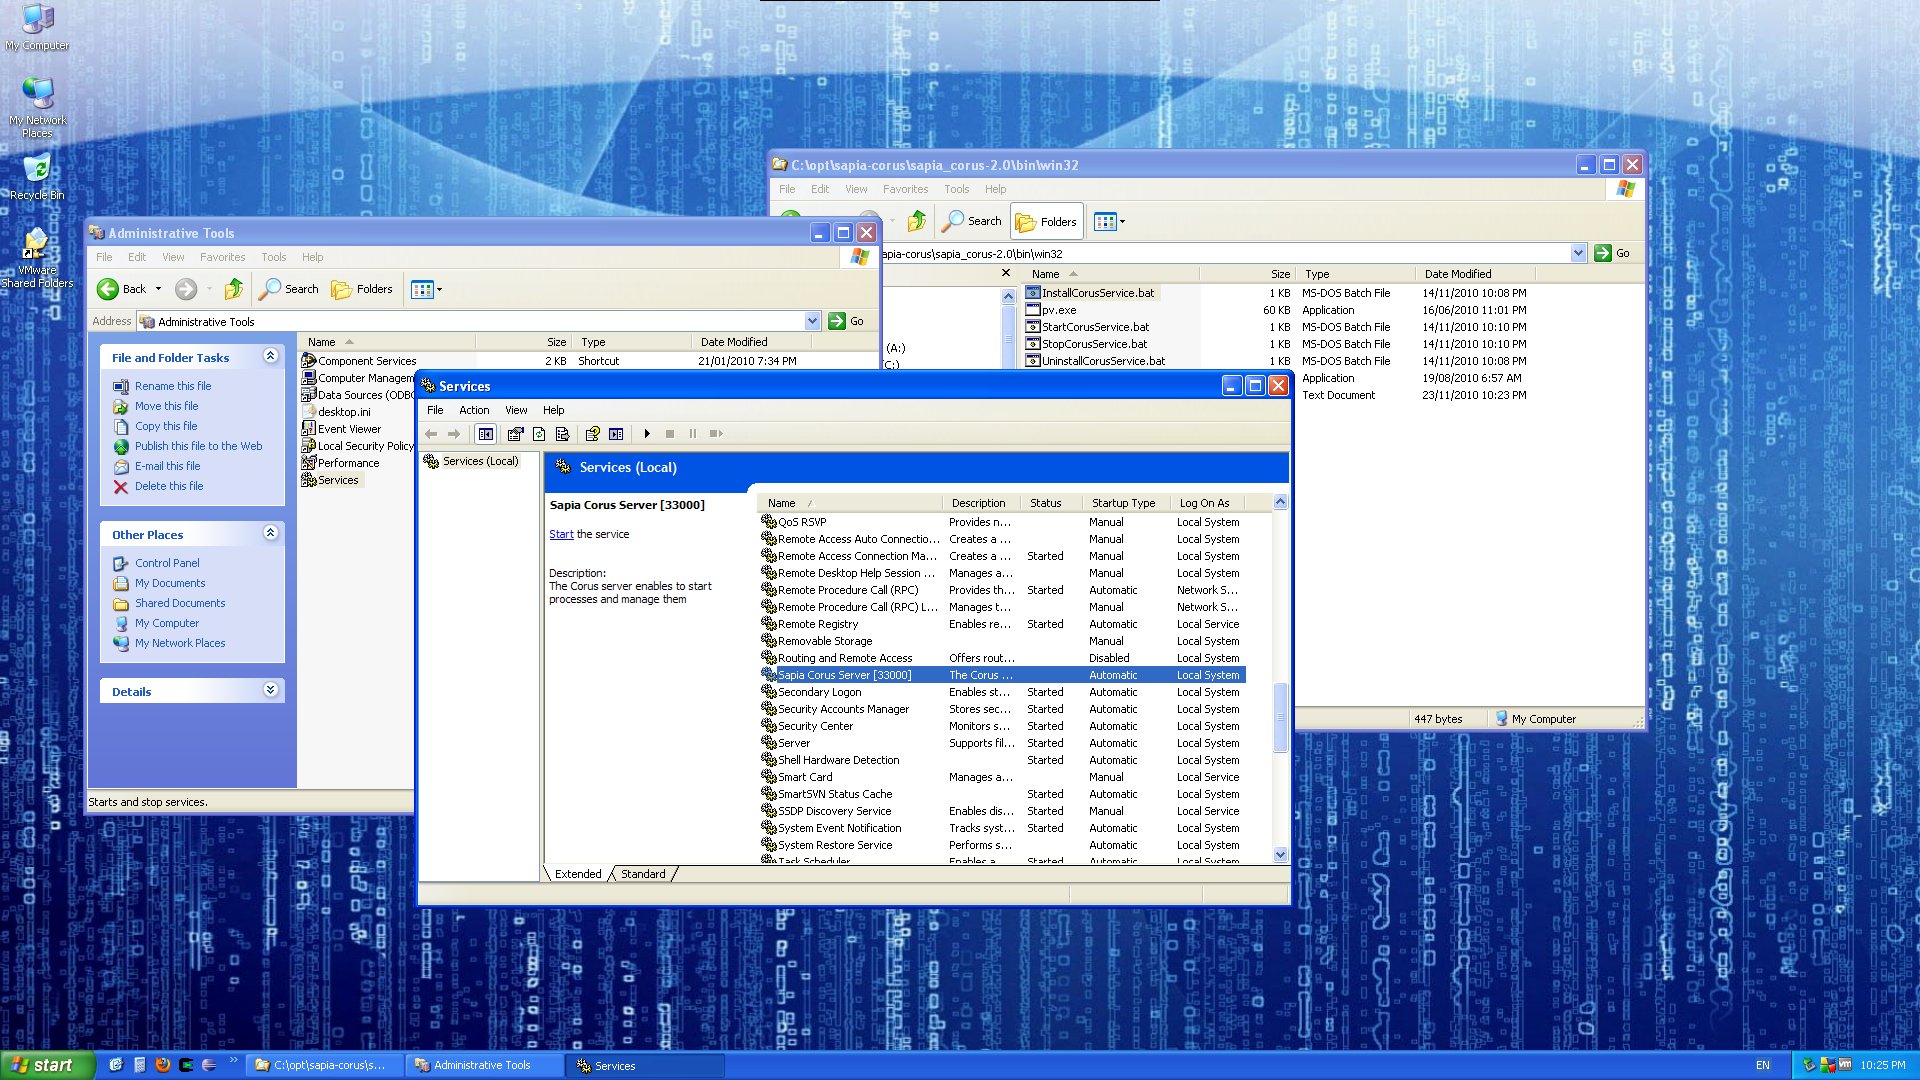 My Computer
My Network
Places
Recycle Bin
VMware
Shared Folders
C:\opt\sapia-corus\sapia_corus-2.0\bin\win32
File Edit View Favorites Tools Help
Search Folders
apia-corus\sapia_corus-2.0\bin\win32 Go
Name Size Type Date Modified
InstallCorusService.bat 1 KB MS-DOS Batch File 14/11/2010 10:08 PM
pv.exe 60 KB Application 16/06/2010 11:01 PM
StartCorusService.bat 1 KB MS-DOS Batch File 14/11/2010 10:10 PM
StopCorusService.bat 1 KB MS-DOS Batch File 14/11/2010 10:10 PM
UninstallCorusService.bat 1 KB MS-DOS Batch File 14/11/2010 10:08 PM
Application 19/08/2010 6:57 AM
Text Document 23/11/2010 10:23 PM
(A:)
C:)
447 bytes My Computer
Administrative Tools
File Edit View Favorites Tools Help
Back Search Folders
Address Administrative Tools Go
File and Folder Tasks
Rename this file
Move this file
Copy this file
Publish this file to the Web
E-mail this file
Delete this file
Other Places
Control Panel
My Documents
Shared Documents
My Computer
My Network Places
Details
Name Size Type Date Modified
Component Services 2 KB Shortcut 21/01/2010 7:34 PM
Computer Managem
Data Sources (ODBC
desktop.ini
Event Viewer
Local Security Policy
Performance
Services
Starts and stop services.
Services
File Action View Help
Services (Local)
Services (Local)
Sapia Corus Server [33000]
Start the service
Description:
The Corus server enables to start
processes and manage them
Name Description Status Startup Type Log On As
QoS RSVP Provides n... Manual Local System
Remote Access Auto Connectio... Creates a ... Manual Local System
Remote Access Connection Ma... Creates a ... Started Manual Local System
Remote Desktop Help Session ... Manages a... Manual Local System
Remote Procedure Call (RPC) Provides th... Started Automatic Network S...
Remote Procedure Call (RPC) L... Manages t... Manual Network S...
Remote Registry Enables re... Started Automatic Local Service
Removable Storage Manual Local System
Routing and Remote Access Offers rout... Disabled Local System
Sapia Corus Server [33000] The Corus ... Automatic Local System
Secondary Logon Enables st... Started Automatic Local System
Security Accounts Manager Stores sec... Started Automatic Local System
Security Center Monitors s... Started Automatic Local System
Server Supports fil... Started Automatic Local System
Shell Hardware Detection Started Automatic Local System
Smart Card Manages a... Manual Local Service
SmartSVN Status Cache Started Automatic Local System
SSDP Discovery Service Enables dis... Started Manual Local Service
System Event Notification Tracks syst... Started Automatic Local System
System Restore Service Performs s... Automatic Local System
Task Scheduler Enables a Started Automatic Local System
Extended Standard
start C:\opt\sapia-corus\s... Administrative Tools Services EN 10:25 PM